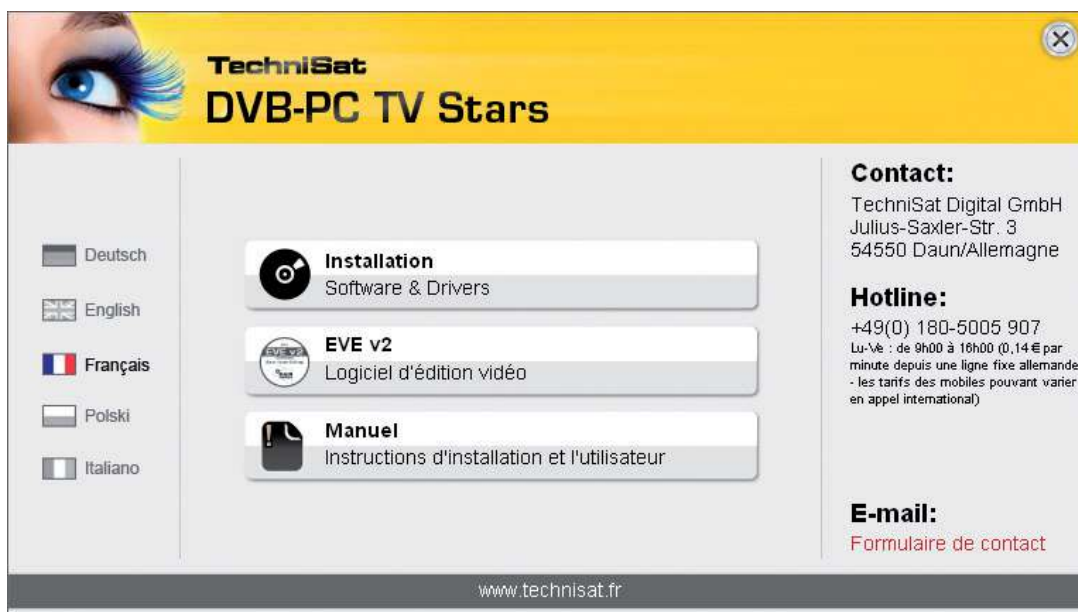 TechniSat
DVB-PC TV Stars
Deutsch
English
Français
Polski
Italiano
Installation
Software & Drivers
EVE v2
Logiciel d'édition vidéo
Manuel
Instructions d'installation et l'utilisateur
Contact:
TechniSat Digital GmbH
Julius-Saxler-Str. 3
54550 Daun/Allemagne
Hotline:
+49(0) 180-5005 907
Lu-Ve : de 9h00 à 16h00 (0,14 € par
minute depuis une ligne fixe allemande
- les tarifs des mobiles pouvant varier
en appel international)
E-mail:
Formulaire de contact
www.technisat.fr